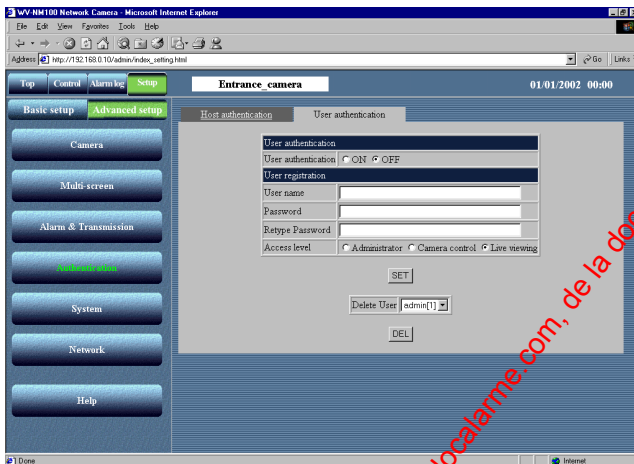 WV-NM100 Network Camera - Microsoft Internet Explorer
File Edit View Favorites Tools Help
Address http://192.168.0.10/admin/index_setting.html Go Links
Top Control Alarm log Setup Entrance_camera 01/01/2002 00:00
Basic setup Advanced setup
Host authentication User authentication
Camera
Multi-screen
Alarm & Transmission
Authentication
System
Network
Help
User authentication
User authentication ON OFF
User registration
User name
Password
Retype Password
Access level Administrator Camera control Live viewing
SET
Delete User admin[1]
DEL
Done Internet
localarme.com, de la do